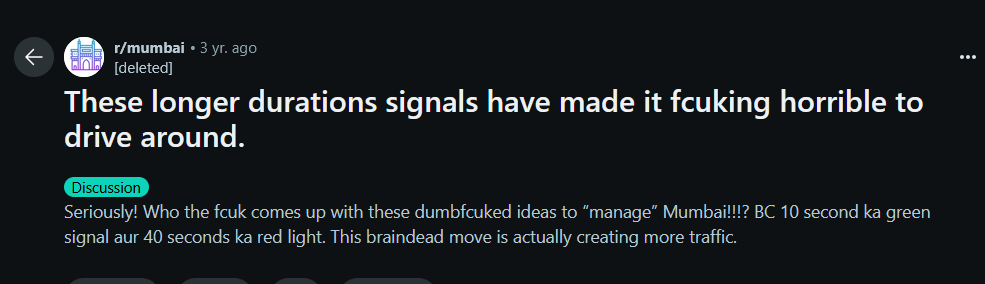 r/mumbai • 3 yr. ago
[deleted]
These longer durations signals have made it fcuking horrible to
drive around.
Discussion
Seriously! Who the fcuk comes up with these dumbfcuked ideas to “manage” Mumbai!!!? BC 10 second ka green
signal aur 40 seconds ka red light. This braindead move is actually creating more traffic.